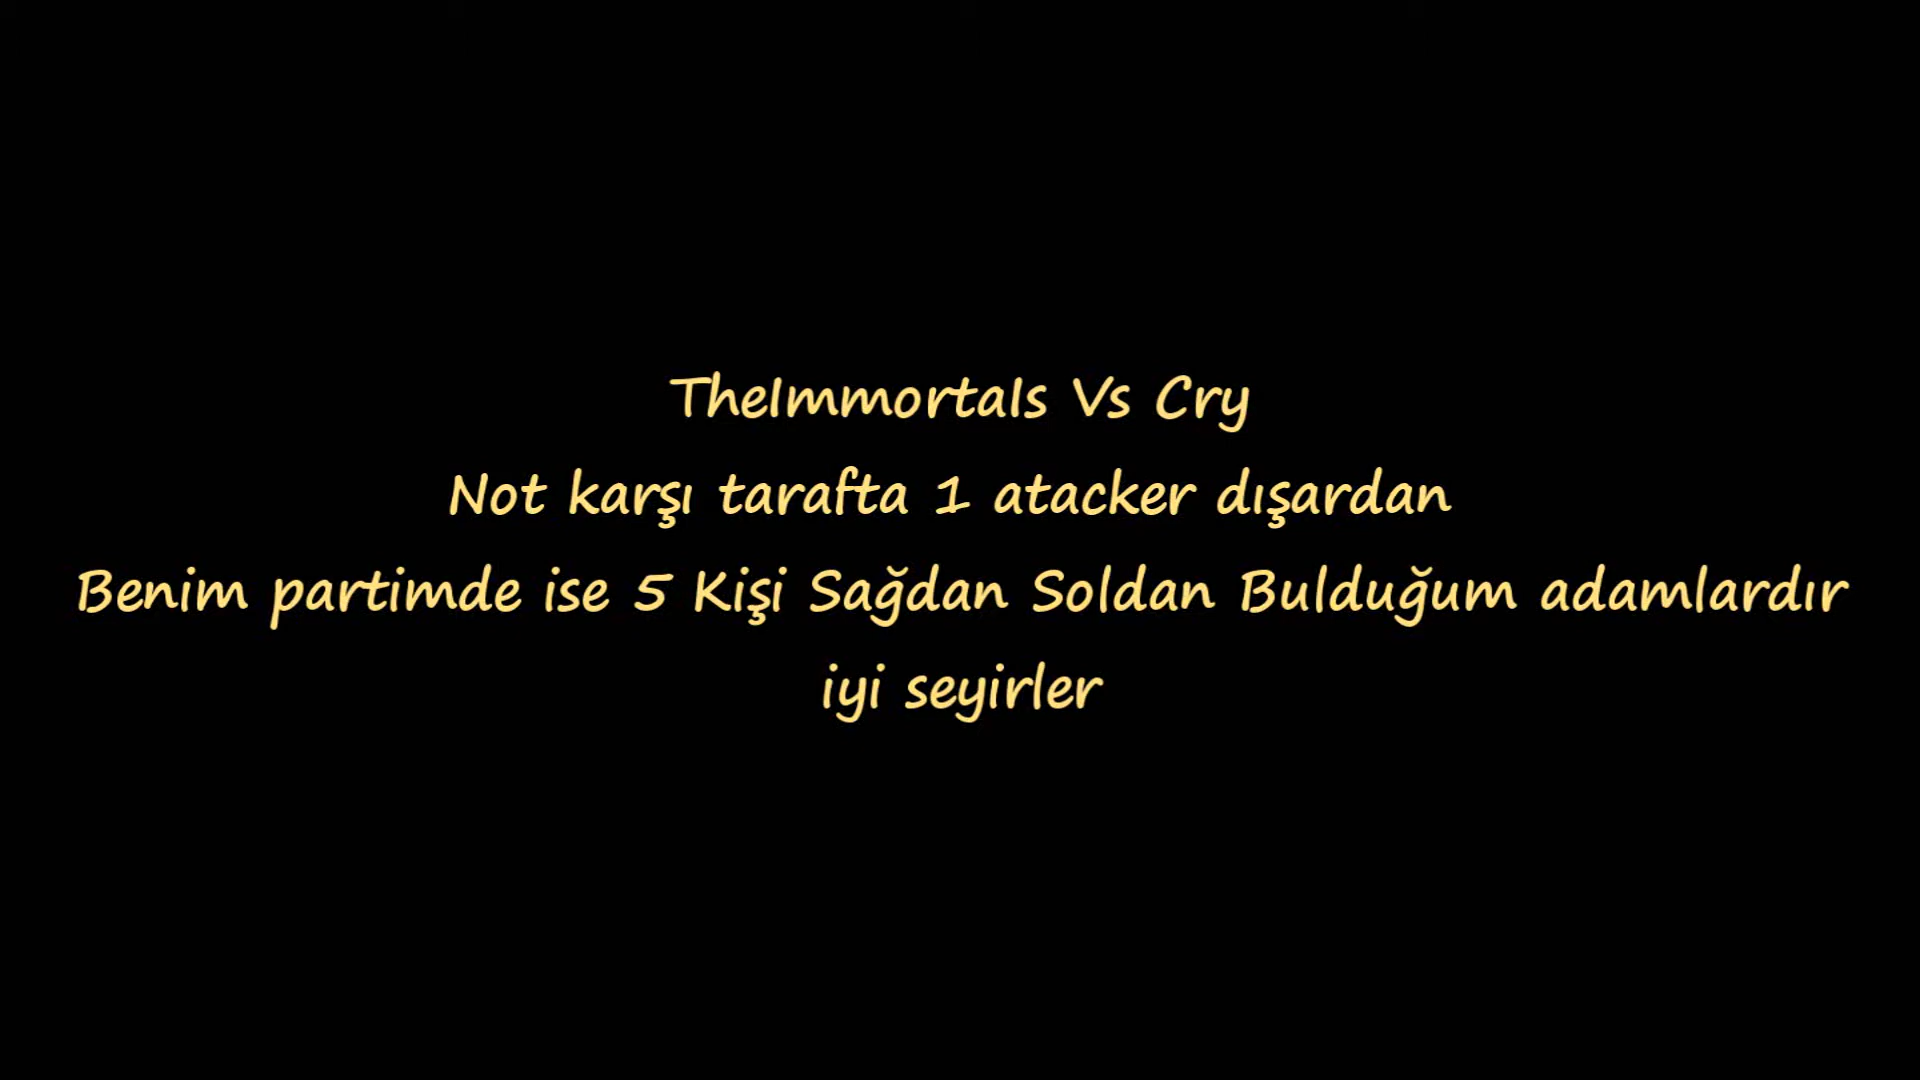 TheImmortals Vs Cry
Not karşı tarafta 1 atacker dışardan
Benim partimde ise 5 Kişi Sağdan Soldan Bulduğum adamlardır
iyi seyirler